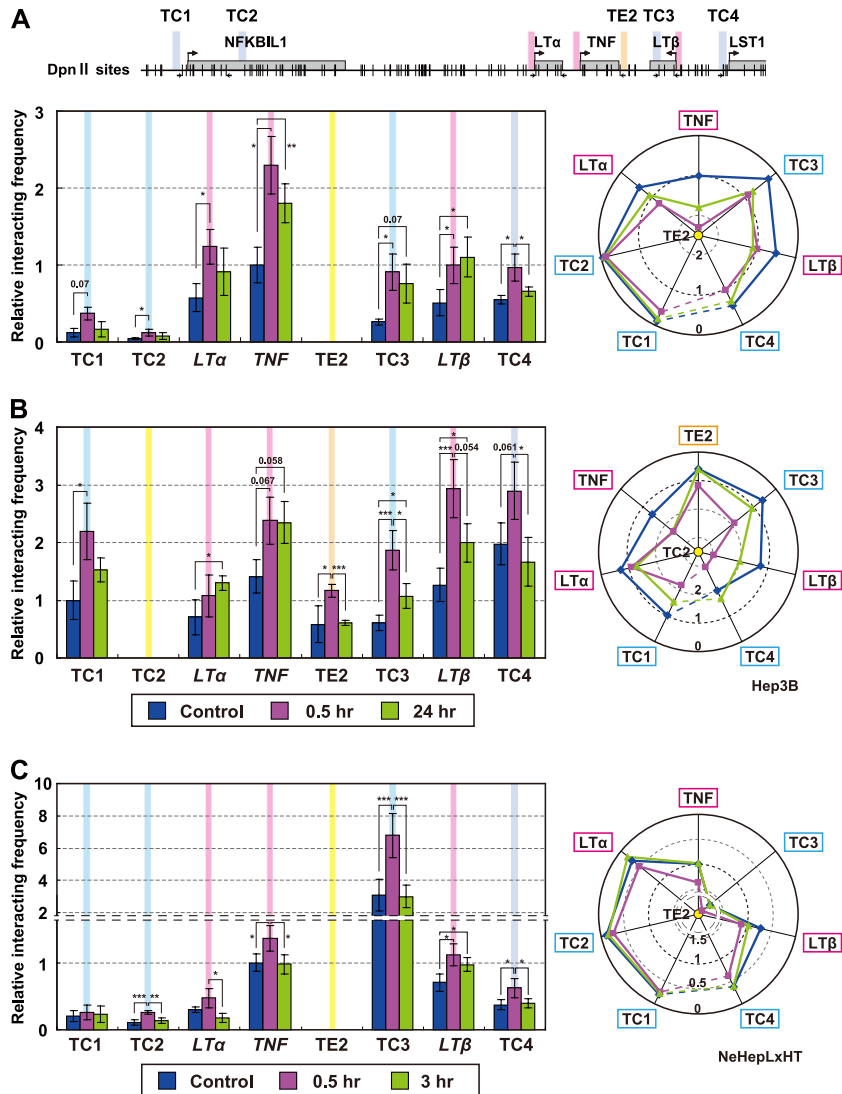 A
TC1 TC2 TE2 TC3 TC4
NFKBIL1 LTα TNF LTβ LST1
Dpn II sites
Relative interacting frequency
3
2
1
0
0.07 * * * ** * 0.07 * * * *
TC1 TC2 LTα TNF TE2 TC3 LTβ TC4
TNF
LTα TC3
TE2
2
TC2 LTβ
1
TC1 TC4
0
B
Relative interacting frequency
4
3
2
1
0
* * 0.067 0.058 * *** *** * * *** * 0.054 0.061 *
TC1 TC2 LTα TNF TE2 TC3 LTβ TC4
Control 0.5 hr 24 hr
TE2
TNF TC3
TC2
2
LTα LTβ
1
TC1 TC4
0
Hep3B
C
Relative interacting frequency
10
8
6
4
2
1
0
*** ** * * * *** *** * * * *
TC1 TC2 LTα TNF TE2 TC3 LTβ TC4
Control 0.5 hr 3 hr
TNF
LTα TC3
TE2
1.5
TC2 LTβ
1
0.5
TC1 TC4
0
NeHepLxHT